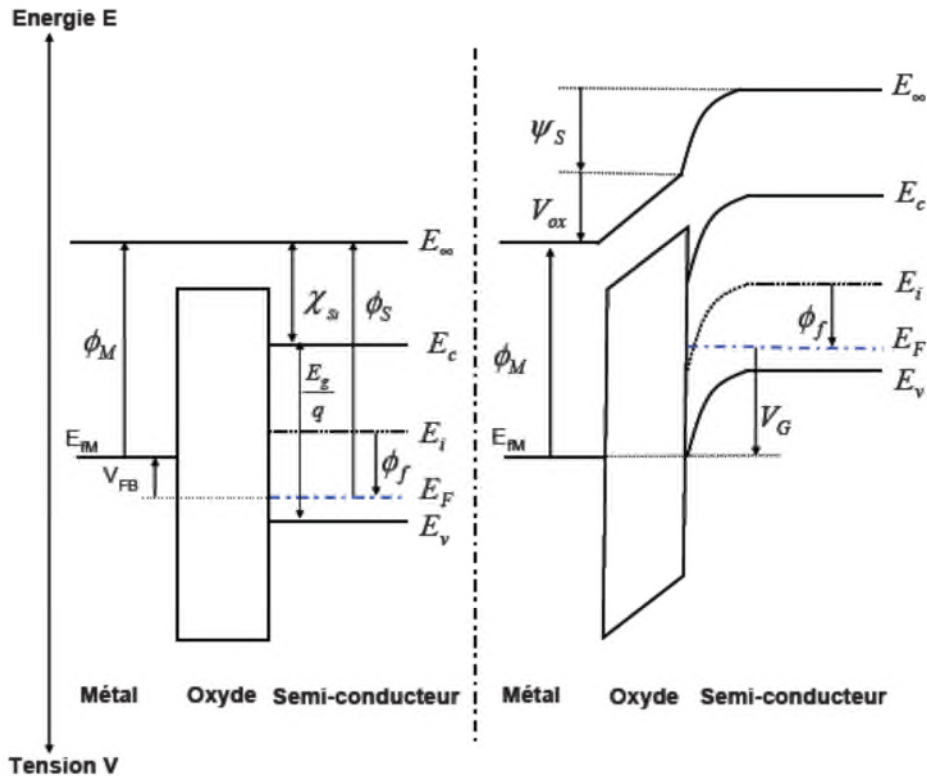 Energie E
E∞
ψS
Vox
Ec
E∞
Ei
χSi
ϕS
ϕf
ϕM
Ec
EF
Eg/q
ϕM
Ev
VG
EfM
Ei
EfM
VFB
ϕf
EF
Ev
Métal
Oxyde
Semi-conducteur
Métal
Oxyde
Semi-conducteur
Tension V